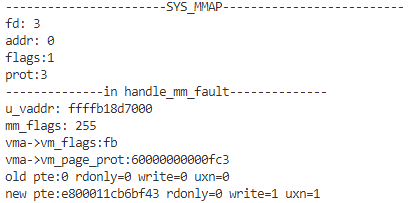 -----------------------SYS_MMAP--------------------------
fd: 3
addr: 0
flags:1
prot:3
--------------in handle_mm_fault--------------
u_vaddr: ffffb18d7000
mm_flags: 255
vma->vm_flags:fb
vma->vm_page_prot:60000000000fc3
old pte:0 rdonly=0 write=0 uxn=0
new pte:e800011cb6bf43 rdonly=0 write=1 uxn=1